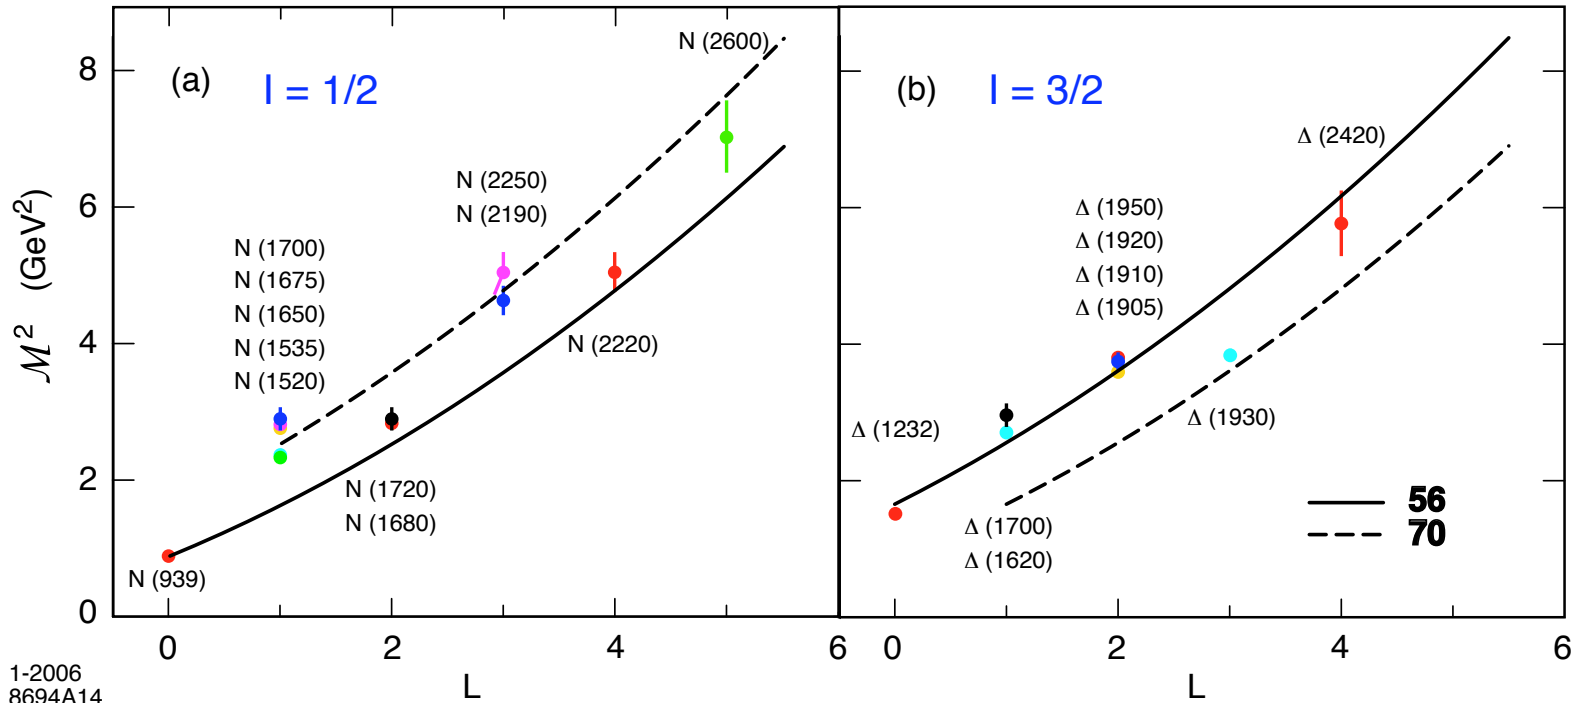 (a)
I = 1/2
N (2600)
N (2250)
N (2190)
N (1700)
N (1675)
N (1650)
N (1535)
N (1520)
N (2220)
N (1720)
N (1680)
N (939)
8
6
4
2
0
ℳ² (GeV²)
0 2 4 6
L
(b)
I = 3/2
Δ (2420)
Δ (1950)
Δ (1920)
Δ (1910)
Δ (1905)
Δ (1232)
Δ (1930)
Δ (1700)
Δ (1620)
56
70
0 2 4 6
L
1-2006
8694A14